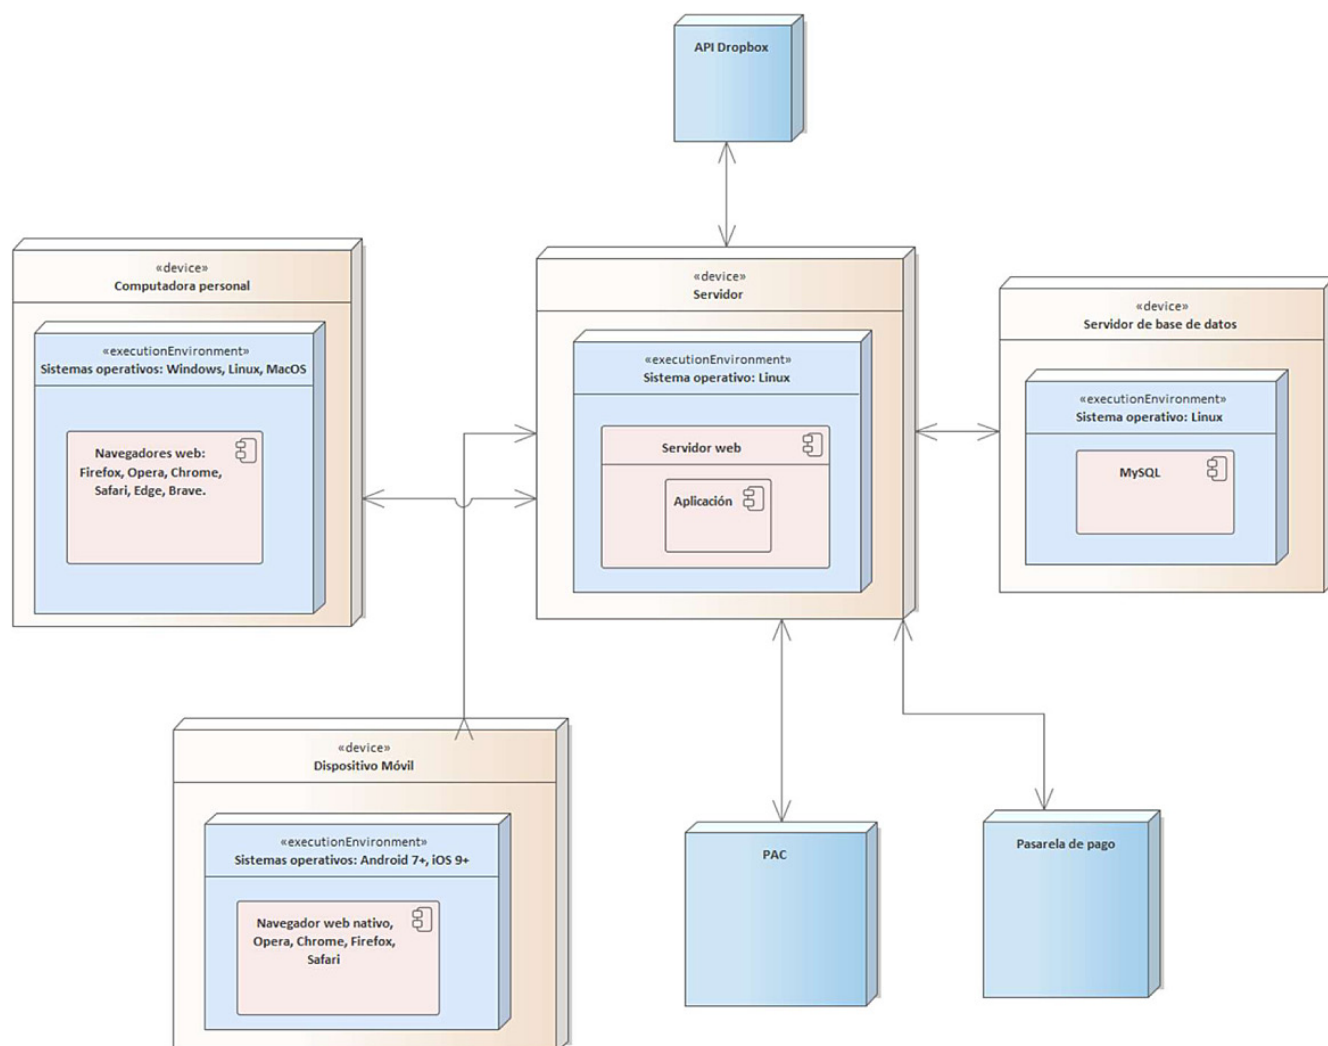 API Dropbox
«device»
Computadora personal
«executionEnvironment»
Sistemas operativos: Windows, Linux, MacOS
Navegadores web:
Firefox, Opera, Chrome,
Safari, Edge, Brave.
«device»
Servidor
«executionEnvironment»
Sistema operativo: Linux
Servidor web
Aplicación
«device»
Servidor de base de datos
«executionEnvironment»
Sistema operativo: Linux
MySQL
«device»
Dispositivo Móvil
«executionEnvironment»
Sistemas operativos: Android 7+, iOS 9+
Navegador web nativo,
Opera, Chrome, Firefox,
Safari
PAC
Pasarela de pago